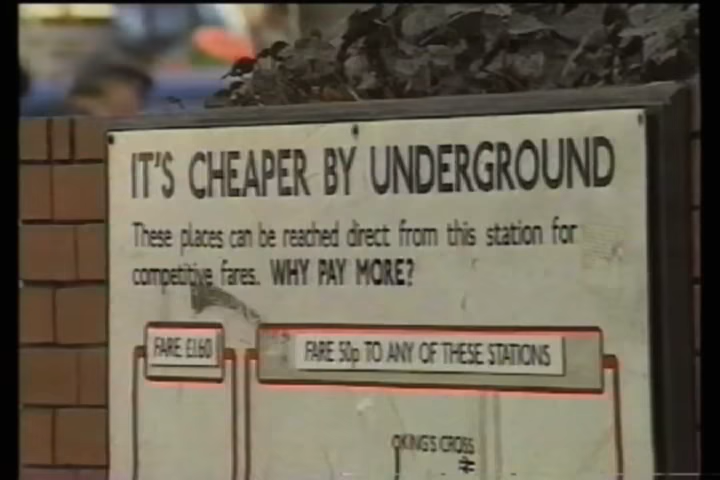 IT'S CHEAPER BY UNDERGROUND
These places can be reached direct from this station for
competitive fares. WHY PAY MORE?
FARE £1.60
FARE 50p TO ANY OF THESE STATIONS
KING'S CROSS